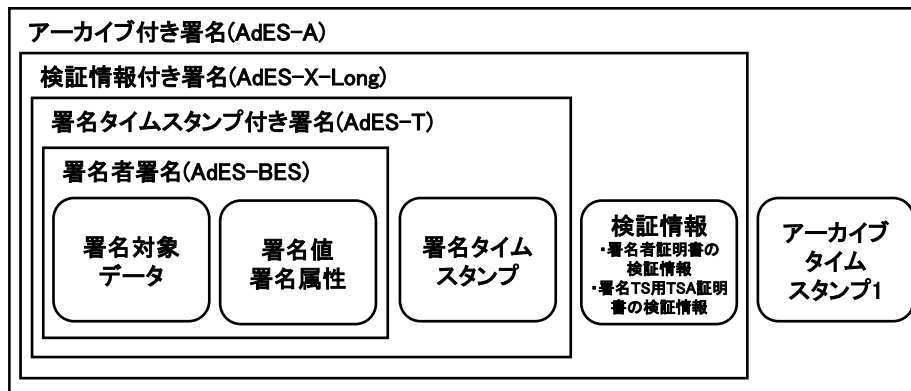 アーカイブ付き署名(AdES-A)
検証情報付き署名(AdES-X-Long)
署名タイムスタンプ付き署名(AdES-T)
署名者署名(AdES-BES)
署名対象
データ
署名値
署名属性
署名タイム
スタンプ
検証情報
・署名者証明書の
検証情報
・署名TS用TSA証明
書の検証情報
アーカイブ
タイム
スタンプ1